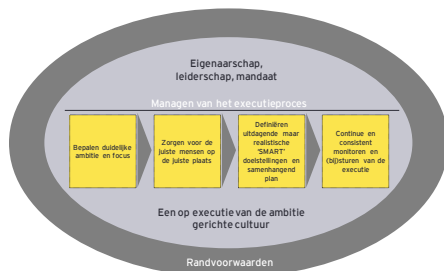 Eigenaarschap,
leiderschap, mandaat
Managen van het executieproces
Bepalen duidelijke
ambitie en focus
Zorgen voor de
juiste mensen op
de juiste plaats
Definiëren
uitdagende maar
realistische
'SMART'
doelstellingen en
samenhangend
plan
Continue en
consistent
monitoren en
(bij)sturen van de
executie
Een op executie van de ambitie
gerichte cultuur
Randvoorwaarden